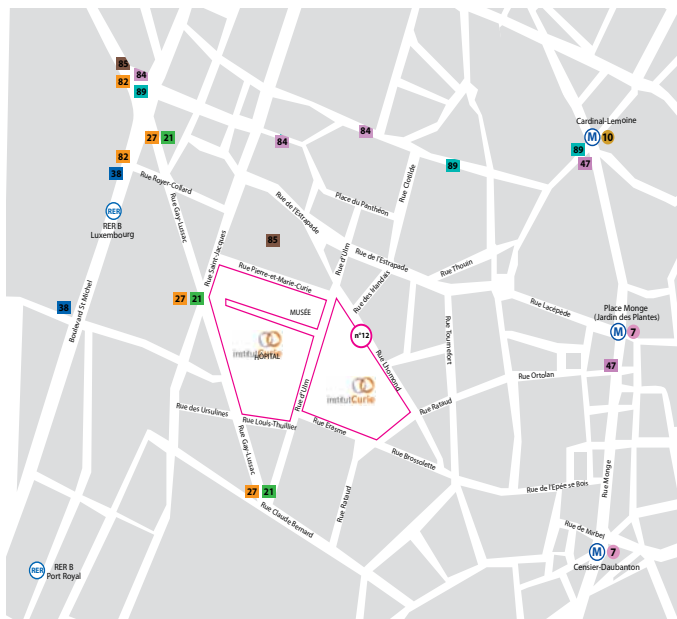 85
84
82
89
27 21
84
84
Cardinal-Lemoine
M 10
89
47
82
38
89
Rue Royer-Collard
Rue Gay-Lussac
Rue de l'Estrapade
Place du Panthéon
Rue Clotilde
RER
RER B
Luxembourg
85
Rue Saint-Jacques
Rue d'Ulm
Rue de l'Estrapade
Rue Thouin
Rue Pierre-et-Marie-Curie
Rue des Irlandais
38
Boulevard St Michel
27 21
MUSÉE
n°12
Rue Lacépède
Place Monge
(Jardin des Plantes)
M 7
Rue Tournefort
institutCurie
HÔPITAL
Rue Lhomond
47
Rue Ortolan
institutCurie
Rue d'Ulm
Rue des Ursulines
Rue Louis-Thuillier
Rue Erasme
Rue Rataud
Rue Gay-Lussac
Rue Brossolette
27 21
Rue Claude Bernard
Rue Rataud
Rue de l'Epée se Bois
Rue Monge
Rue de Mirbel
M 7
Censier-Daubanton
RER
RER B
Port Royal